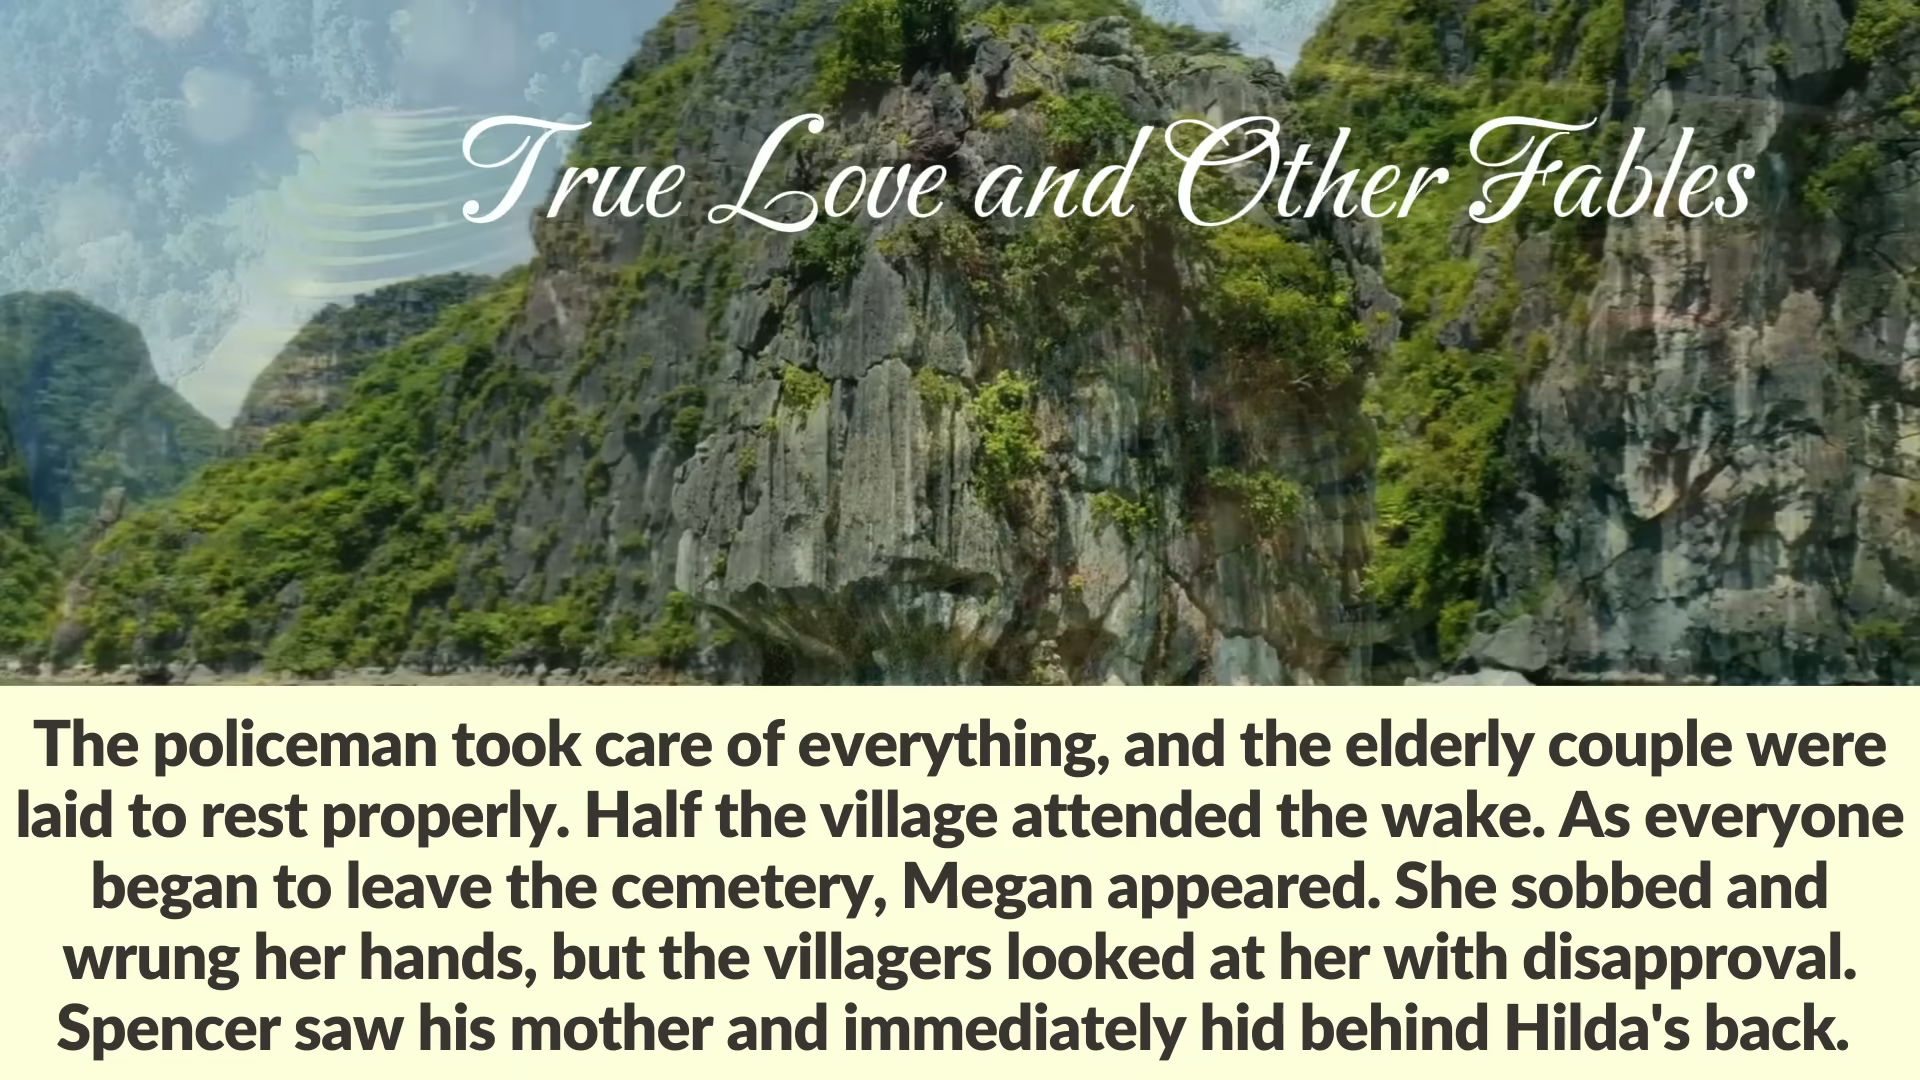 True Love and Other Fables
The policeman took care of everything, and the elderly couple were
laid to rest properly. Half the village attended the wake. As everyone
began to leave the cemetery, Megan appeared. She sobbed and
wrung her hands, but the villagers looked at her with disapproval.
Spencer saw his mother and immediately hid behind Hilda's back.